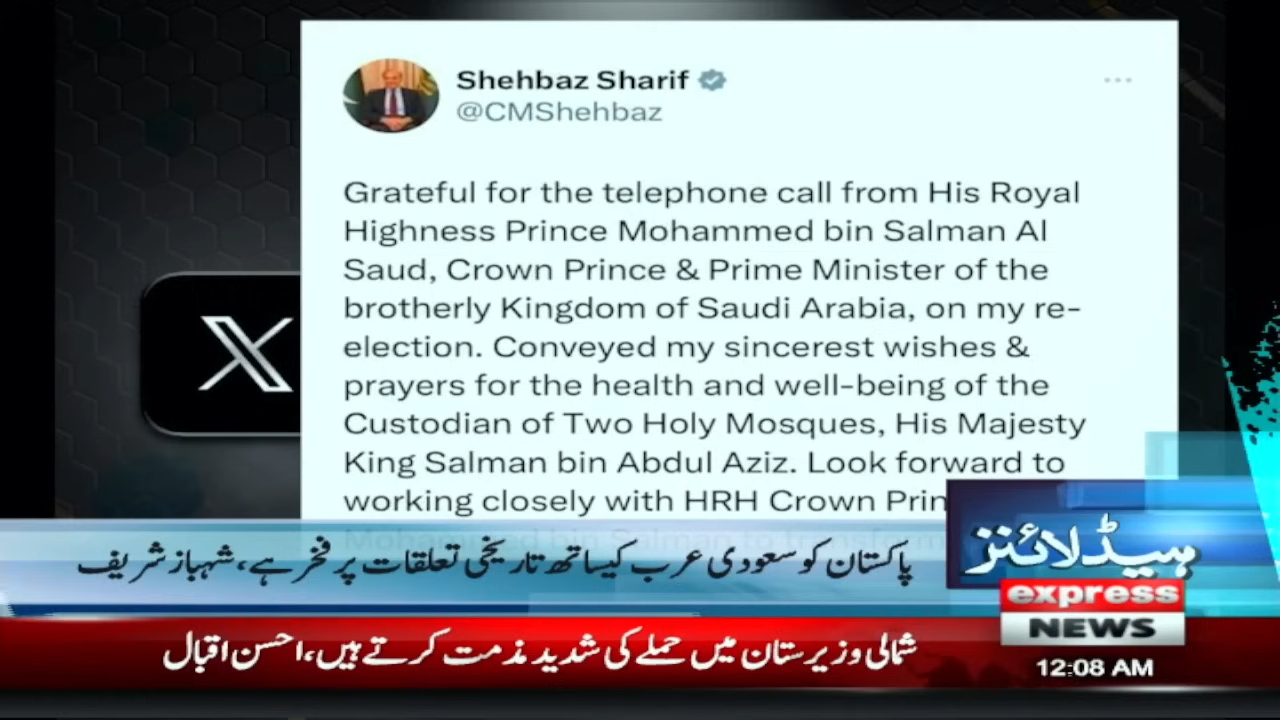 Shehbaz Sharif
@CMShehbaz
Grateful for the telephone call from His Royal
Highness Prince Mohammed bin Salman Al
Saud, Crown Prince & Prime Minister of the
brotherly Kingdom of Saudi Arabia, on my re-
election. Conveyed my sincerest wishes &
prayers for the health and well-being of the
Custodian of Two Holy Mosques, His Majesty
King Salman bin Abdul Aziz. Look forward to
working closely with HRH Crown Prin
Mohammed bin Salman to transform
X
ہیڈلائنز
پاکستان کو سعودی عرب کیساتھ تاریخی تعلقات پر فخر ہے، شہباز شریف
express
NEWS
شمالی وزیرستان میں حملے کی شدید مذمت کرتے ہیں، احسن اقبال
12:08 AM